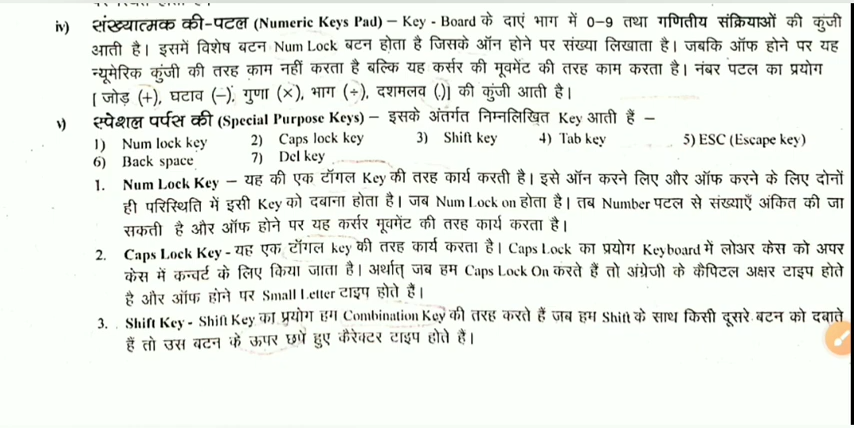 iv) संख्यात्मक की-पटल (Numeric Keys Pad) – Key - Board के दाएं भाग में 0–9 तथा गणितीय संक्रियाओं की कुंजी
आती है। इसमें विशेष बटन Num Lock बटन होता है जिसके ऑन होने पर संख्या लिखाता है। जबकि ऑफ होने पर यह
न्यूमेरिक कुंजी की तरह काम नहीं करता है बल्कि यह कर्सर की मूवमेंट की तरह काम करता है। नंबर पटल का प्रयोग
[ जोड़ (+), घटाव (–), गुणा (×), भाग (÷), दशमलव (.)] की कुंजी आती है।
v) स्पेशल पर्पस की (Special Purpose Keys) – इसके अंतर्गत निम्नलिखित Key आती हैं –
1) Num lock key 2) Caps lock key 3) Shift key 4) Tab key 5) ESC (Escape key)
6) Back space 7) Del key
1. Num Lock Key – यह की एक टॉगल Key की तरह कार्य करती है। इसे ऑन करने लिए और ऑफ करने के लिए दोनों
ही परिस्थिति में इसी Key को दबाना होता है। जब Num Lock on होता है। तब Number पटल से संख्याएँ अंकित की जा
सकती है और ऑफ होने पर यह कर्सर मूवमेंट की तरह कार्य करता है।
2. Caps Lock Key - यह एक टॉगल key की तरह कार्य करता है। Caps Lock का प्रयोग Keyboard में लोअर केस को अपर
केस में कन्वर्ट के लिए किया जाता है। अर्थात् जब हम Caps Lock On करते हैं तो अंग्रेजी के कैपिटल अक्षर टाइप होते
है और ऑफ होने पर Small Letter टाइप होते हैं।
3. Shift Key - Shift Key का प्रयोग हम Combination Key की तरह करते हैं जब हम Shift के साथ किसी दूसरे बटन को दबाते
हैं तो उस बटन के ऊपर छपे हुए कैरेक्टर टाइप होते हैं।